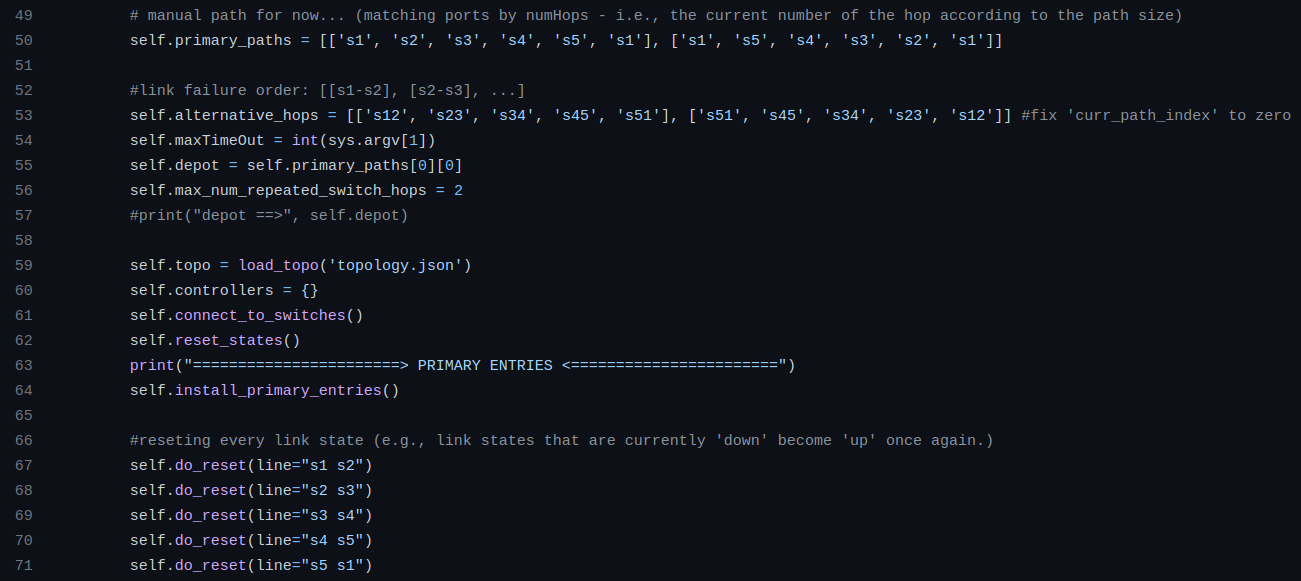 49 # manual path for now... (matching ports by numHops - i.e., the current number of the hop according to the path size)
50 self.primary_paths = [['s1', 's2', 's3', 's4', 's5', 's1'], ['s1', 's5', 's4', 's3', 's2', 's1']]
51
52 #link failure order: [[s1-s2], [s2-s3], ...]
53 self.alternative_hops = [['s12', 's23', 's34', 's45', 's51'], ['s51', 's45', 's34', 's23', 's12']] #fix 'curr_path_index' to zero
54 self.maxTimeOut = int(sys.argv[1])
55 self.depot = self.primary_paths[0][0]
56 self.max_num_repeated_switch_hops = 2
57 #print("depot ==>", self.depot)
58
59 self.topo = load_topo('topology.json')
60 self.controllers = {}
61 self.connect_to_switches()
62 self.reset_states()
63 print("=======================> PRIMARY ENTRIES <=======================")
64 self.install_primary_entries()
65
66 #reseting every link state (e.g., link states that are currently 'down' become 'up' once again.)
67 self.do_reset(line="s1 s2")
68 self.do_reset(line="s2 s3")
69 self.do_reset(line="s3 s4")
70 self.do_reset(line="s4 s5")
71 self.do_reset(line="s5 s1")